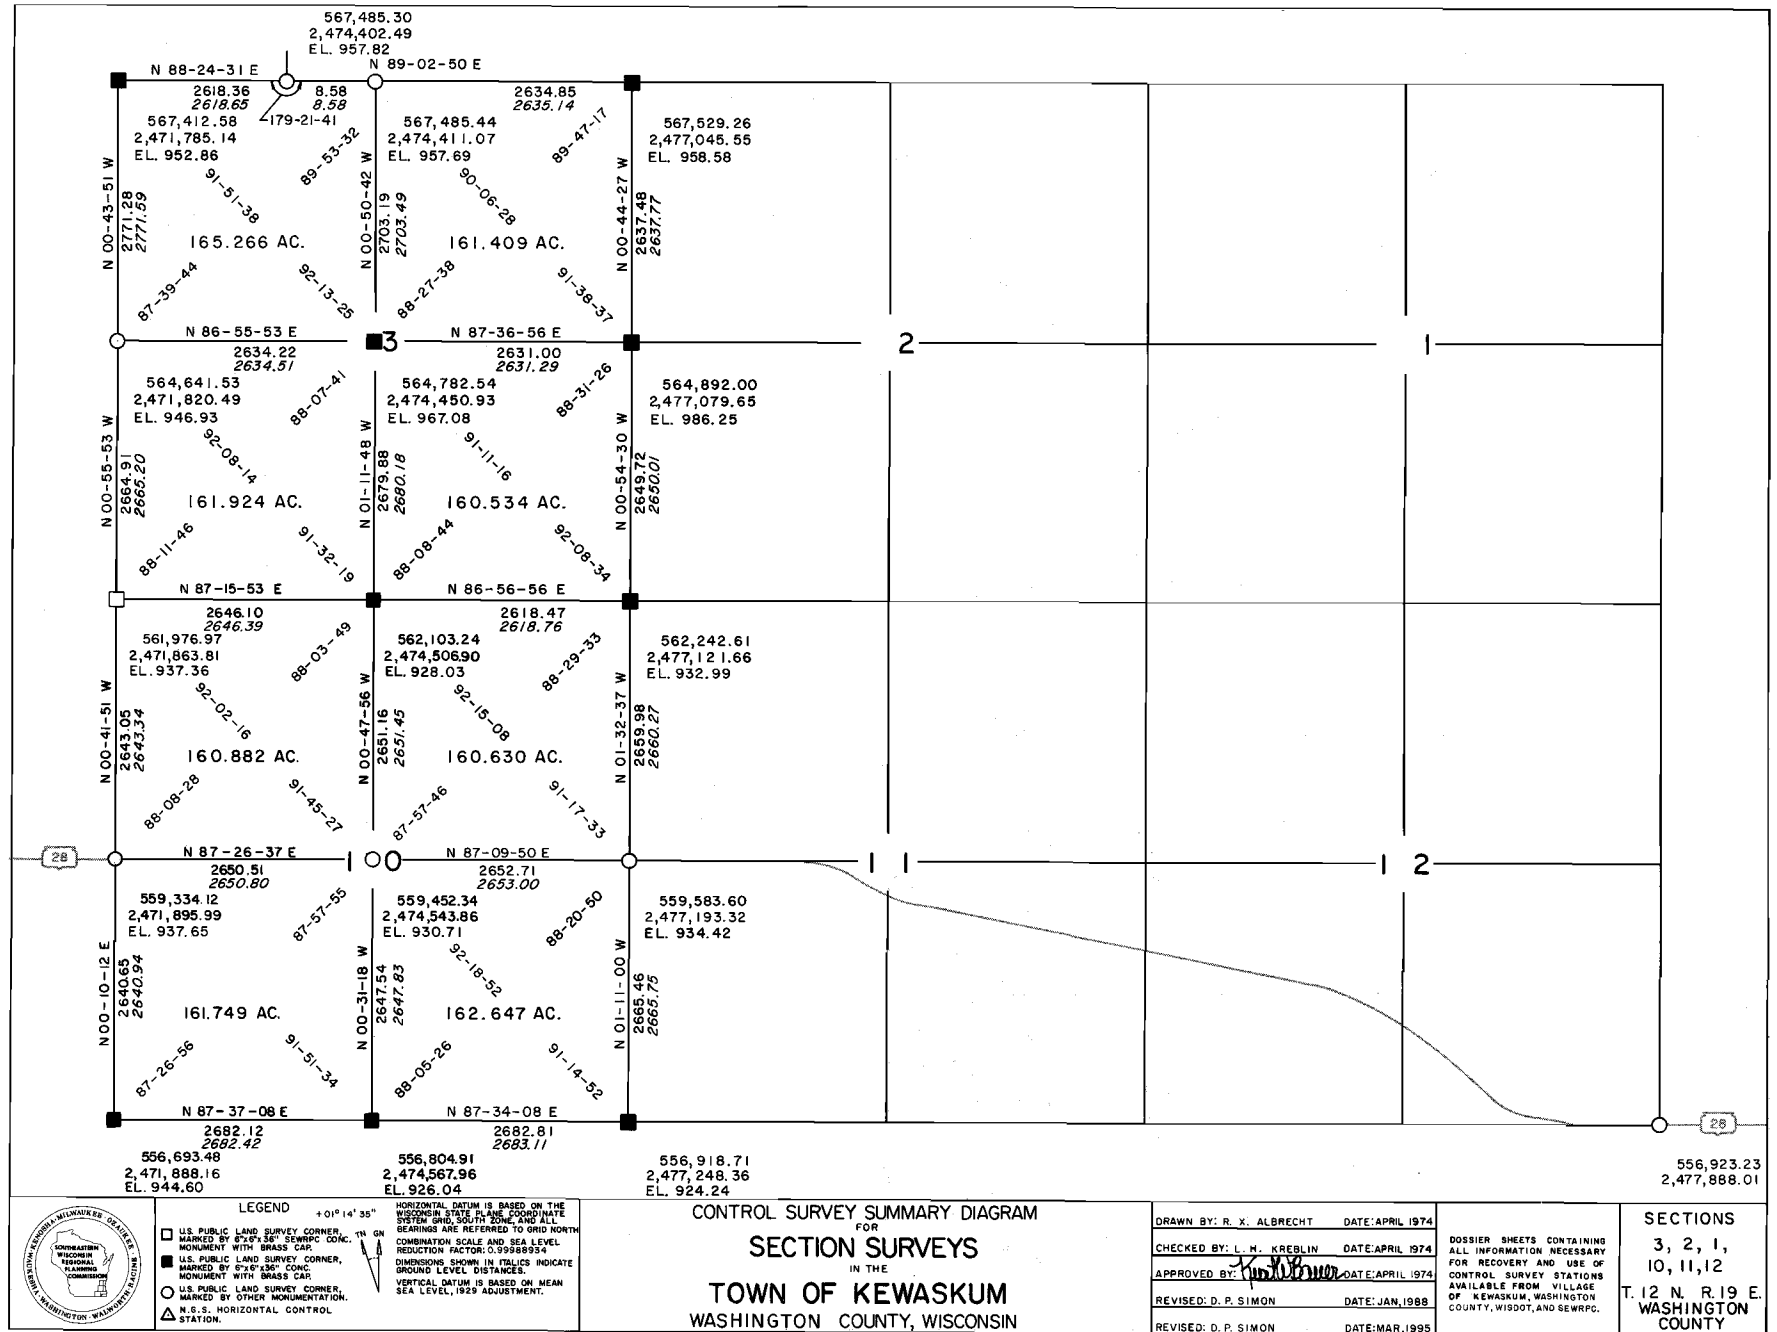 567,485.30
2,474,402.49
EL. 957.82
N 88-24-31 E
N 89-02-50 E
2618.36
2618.65
8.58
8.58
2634.85
2635.14
179-21-41
567,412.58
2,471,785.14
EL. 952.86
567,485.44
2,474,411.07
EL. 957.69
567,529.26
2,477,045.55
EL. 958.58
89-53-32
89-47-17
91-51-38
90-06-28
N 00-43-51 W
2771.28
2771.59
N 00-50-42 W
2703.19
2703.49
N 00-44-27 W
2637.48
2637.77
165.266 AC.
161.409 AC.
87-39-44
92-13-25
88-27-38
91-38-37
N 86-55-53 E
3
N 87-36-56 E
2
1
2634.22
2634.51
2631.00
2631.29
564,641.53
2,471,820.49
EL. 946.93
564,782.54
2,474,450.93
EL. 967.08
564,892.00
2,477,079.65
EL. 986.25
88-07-41
88-31-26
92-08-14
91-11-16
N 00-55-53 W
2664.91
2665.20
N 01-11-48 W
2679.88
2680.18
N 00-54-30 W
2649.72
2650.01
161.924 AC.
160.534 AC.
88-11-46
91-32-19
88-08-44
92-08-34
N 87-15-53 E
N 86-56-56 E
2646.10
2646.39
2618.47
2618.76
561,976.97
2,471,863.81
EL. 937.36
562,103.24
2,474,506.90
EL. 928.03
562,242.61
2,477,121.66
EL. 932.99
88-03-49
88-29-33
92-02-16
92-15-08
N 00-41-51 W
2643.05
2643.34
N 00-47-56 W
2651.16
2651.45
N 01-32-37 W
2659.98
2660.27
160.882 AC.
160.630 AC.
88-08-28
91-45-27
87-57-46
91-17-33
28
N 87-26-37 E
10
N 87-09-50 E
11
12
2650.51
2650.80
2652.71
2653.00
559,334.12
2,471,895.99
EL. 937.65
559,452.34
2,474,543.86
EL. 930.71
559,583.60
2,477,193.32
EL. 934.42
87-57-55
88-20-50
92-18-52
N 00-10-12 E
2640.65
2640.94
N 00-31-18 W
2647.54
2647.83
N 01-11-00 W
2665.46
2665.75
161.749 AC.
162.647 AC.
87-26-56
91-51-34
88-05-26
91-14-52
N 87-37-08 E
N 87-34-08 E
28
2682.12
2682.42
2682.81
2683.11
556,693.48
2,471,888.16
EL. 944.60
556,804.91
2,474,567.96
EL. 926.04
556,918.71
2,477,248.36
EL. 924.24
556,923.23
2,477,888.01
SOUTHEASTERN
WISCONSIN
REGIONAL
PLANNING
COMMISSION
KENOSHA·MILWAUKEE·OZAUKEE·RACINE·WALWORTH·WASHINGTON·WAUKESHA
LEGEND
U.S. PUBLIC LAND SURVEY CORNER,
MARKED BY 6"x6"x36" SEWRPC CONC.
MONUMENT WITH BRASS CAP.
U.S. PUBLIC LAND SURVEY CORNER,
MARKED BY 6"x6"x36" CONC.
MONUMENT WITH BRASS CAP.
U.S. PUBLIC LAND SURVEY CORNER,
MARKED BY OTHER MONUMENTATION.
N.G.S. HORIZONTAL CONTROL
STATION.
+01° 14' 35"
TN GN
HORIZONTAL DATUM IS BASED ON THE
WISCONSIN STATE PLANE COORDINATE
SYSTEM GRID, SOUTH ZONE, AND ALL
BEARINGS ARE REFERRED TO GRID NORTH
COMBINATION SCALE AND SEA LEVEL
REDUCTION FACTOR: 0.99988934
DIMENSIONS SHOWN IN ITALICS INDICATE
GROUND LEVEL DISTANCES.
VERTICAL DATUM IS BASED ON MEAN
SEA LEVEL, 1929 ADJUSTMENT.
CONTROL SURVEY SUMMARY DIAGRAM
FOR
SECTION SURVEYS
IN THE
TOWN OF KEWASKUM
WASHINGTON COUNTY, WISCONSIN
DRAWN BY: R. X. ALBRECHT DATE: APRIL 1974
CHECKED BY: L. H. KREBLIN DATE: APRIL 1974
APPROVED BY: DATE: APRIL 1974
REVISED: D. P. SIMON DATE: JAN, 1988
REVISED: D. P. SIMON DATE: MAR. 1995
DOSSIER SHEETS CONTAINING
ALL INFORMATION NECESSARY
FOR RECOVERY AND USE OF
CONTROL SURVEY STATIONS
AVAILABLE FROM VILLAGE
OF KEWASKUM, WASHINGTON
COUNTY, WISDOT, AND SEWRPC.
SECTIONS
3, 2, 1,
10, 11, 12
T. 12 N. R. 19 E.
WASHINGTON
COUNTY